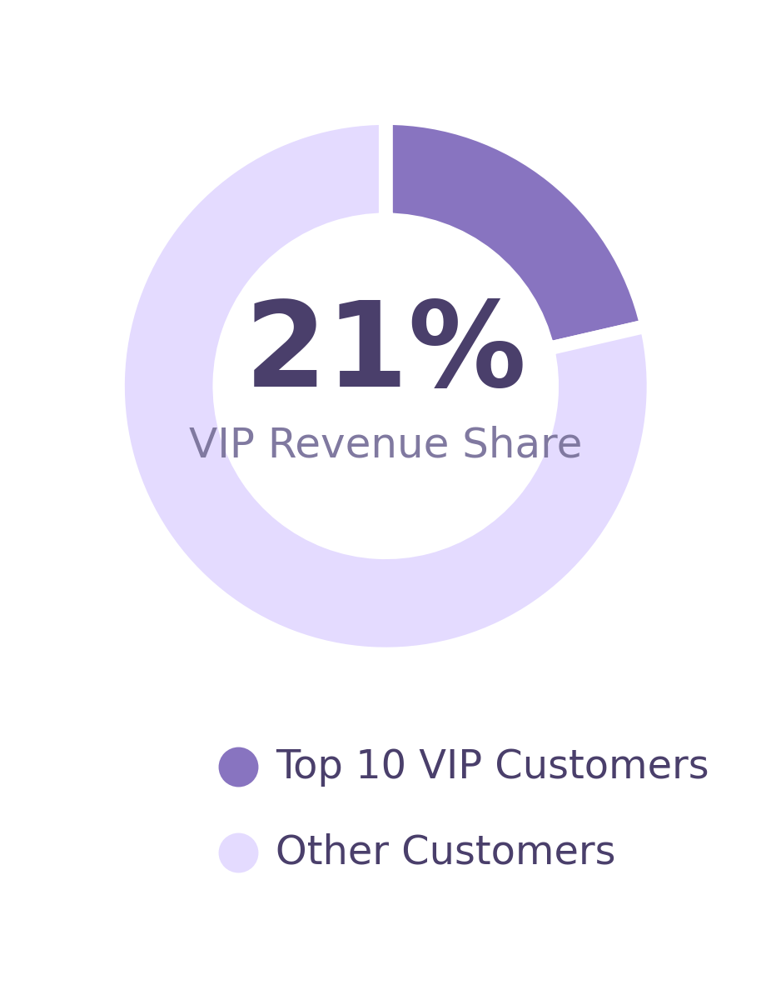 21%
VIP Revenue Share
Top 10 VIP Customers
Other Customers